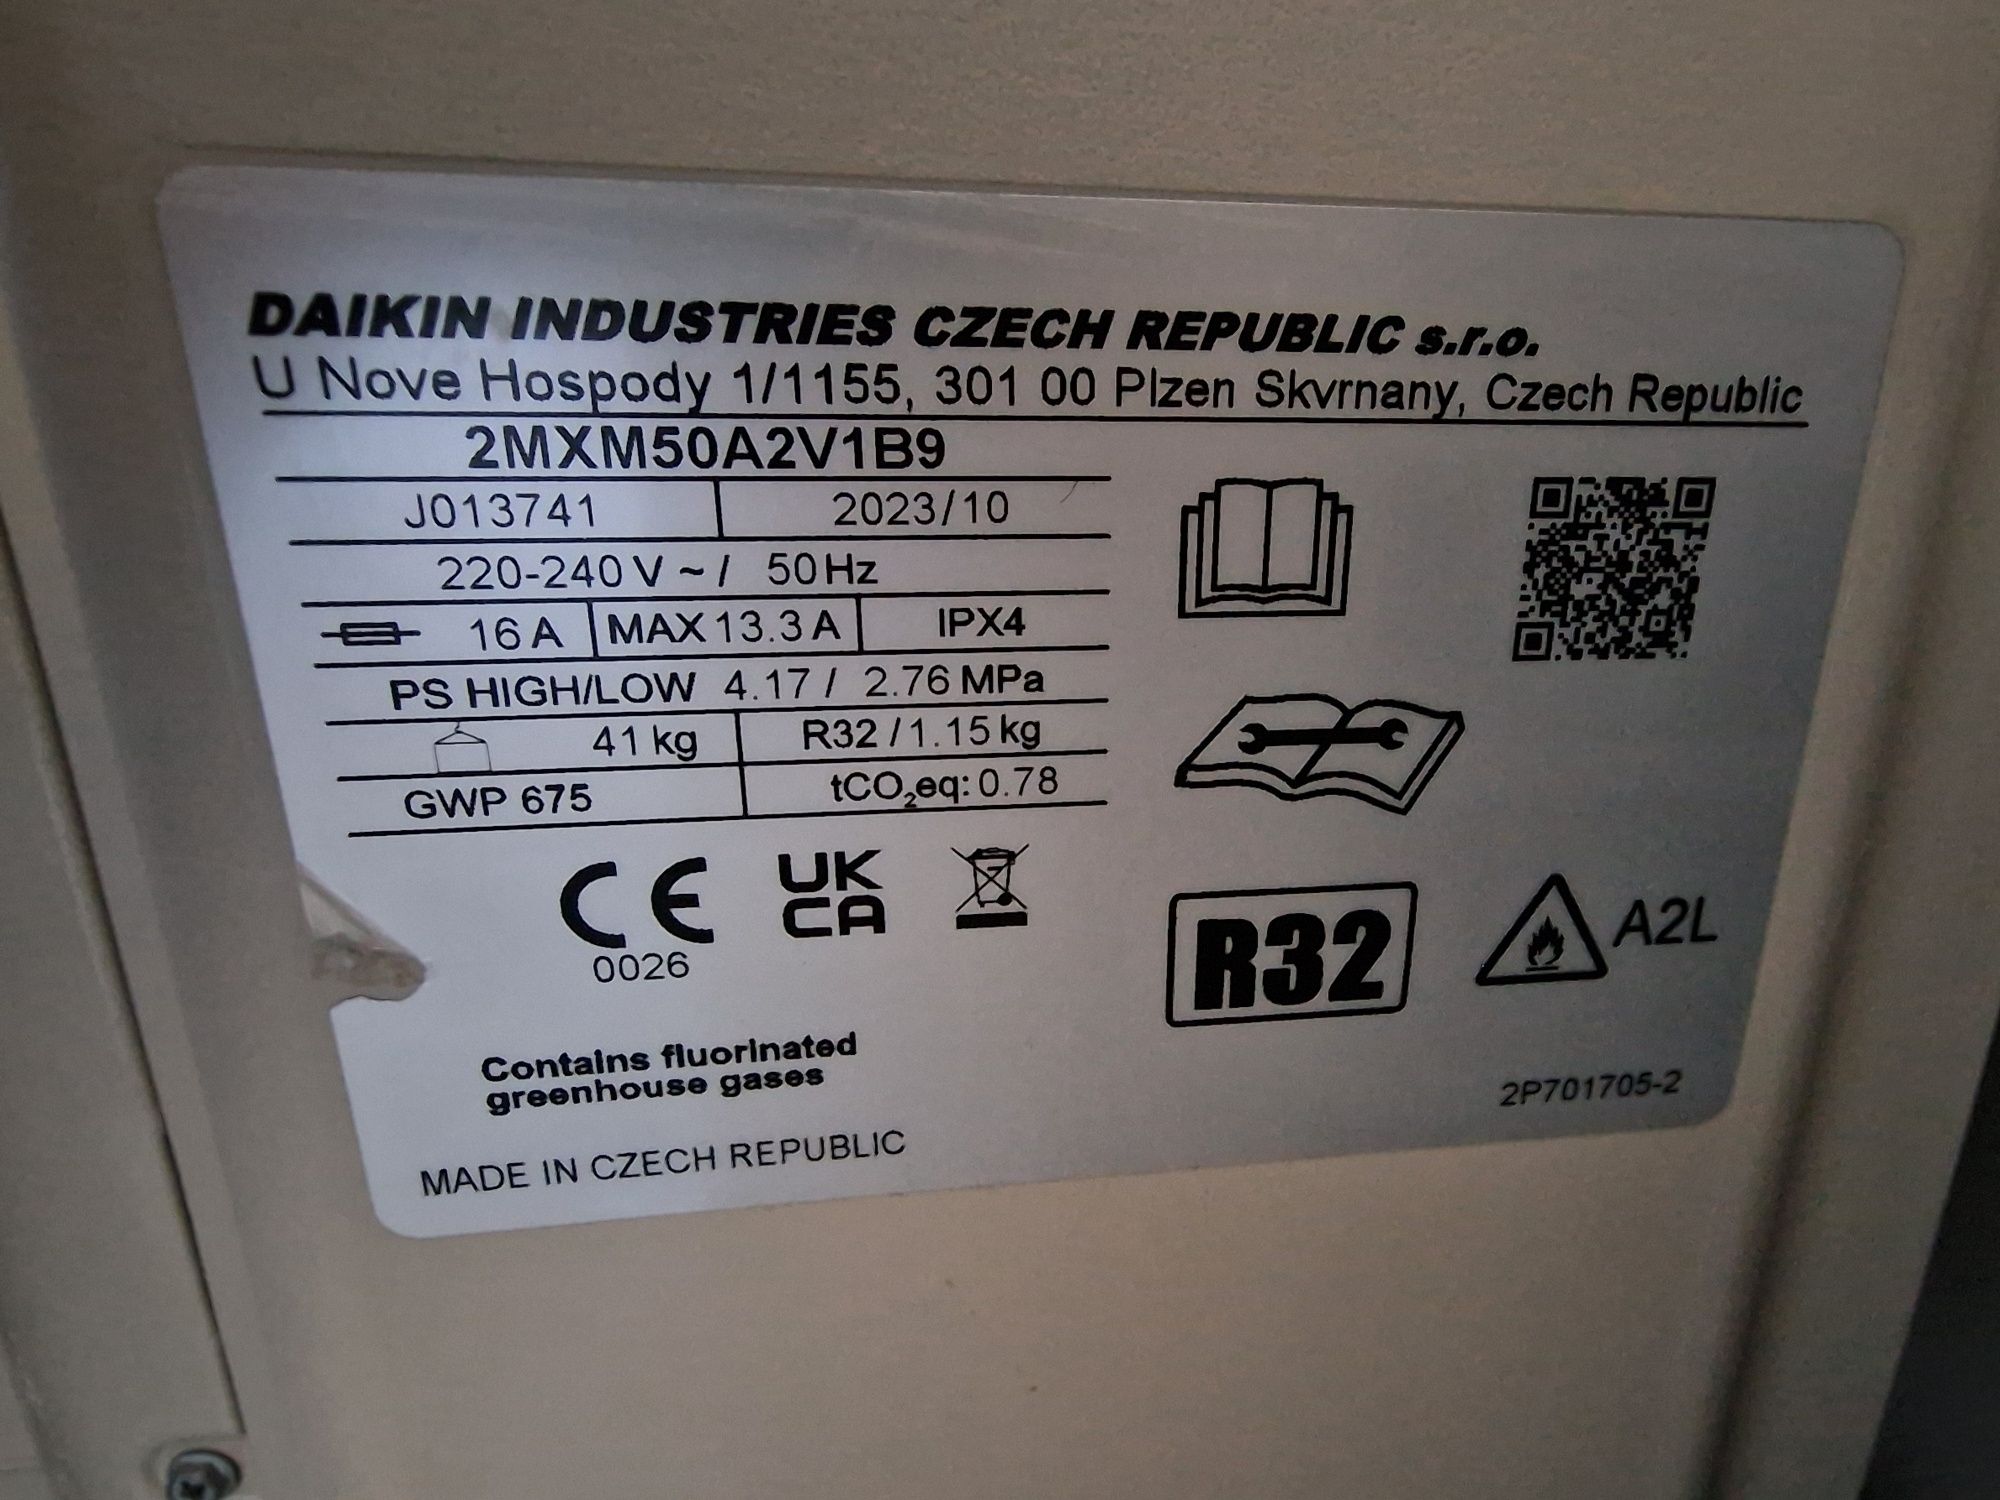 DAIKIN INDUSTRIES CZECH REPUBLIC s.r.o.
U Nove Hospody 1/1155, 301 00 Plzen Skvrnany, Czech Republic
2MXM50A2V1B9
J013741 2023/10
220-240 V ~ / 50 Hz
16 A MAX 13.3 A IPX4
PS HIGH/LOW 4.17 / 2.76 MPa
41 kg R32 / 1.15 kg
GWP 675 tCO₂eq: 0.78
CE UK
CA
0026
R32 A2L
Contains fluorinated
greenhouse gases
2P701705-2
MADE IN CZECH REPUBLIC